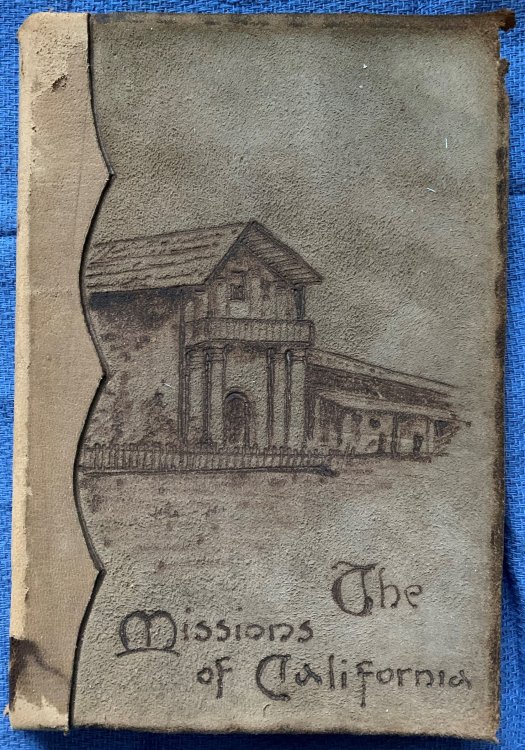 The
Missions
of California